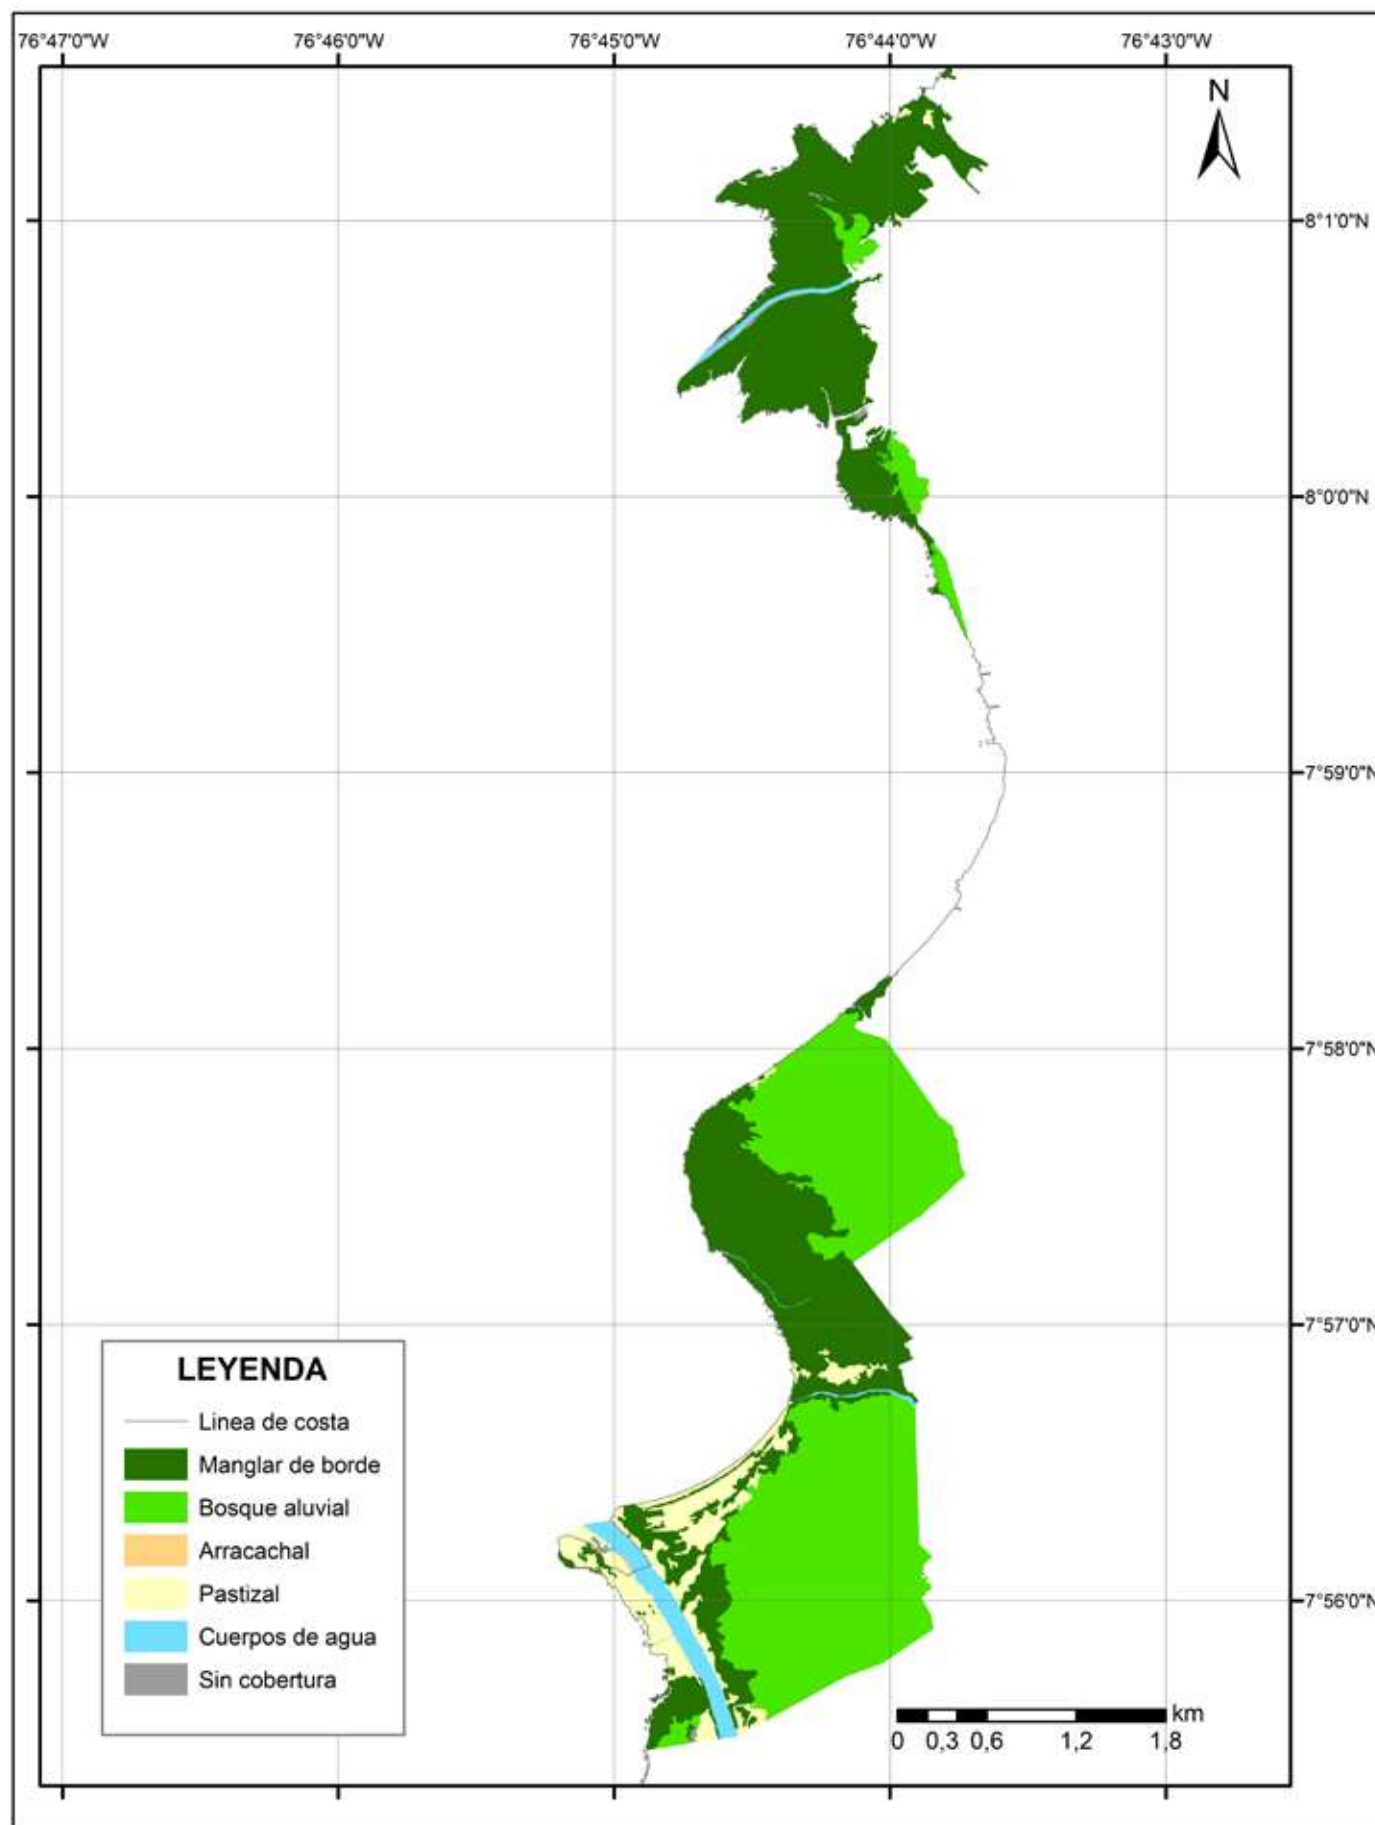 76°47'0"W 76°46'0"W 76°45'0"W 76°44'0"W 76°43'0"W
N
8°1'0"N
8°0'0"N
7°59'0"N
7°58'0"N
7°57'0"N
7°56'0"N
LEYENDA
Linea de costa
Manglar de borde
Bosque aluvial
Arracachal
Pastizal
Cuerpos de agua
Sin cobertura
km
0 0,3 0,6 1,2 1,8